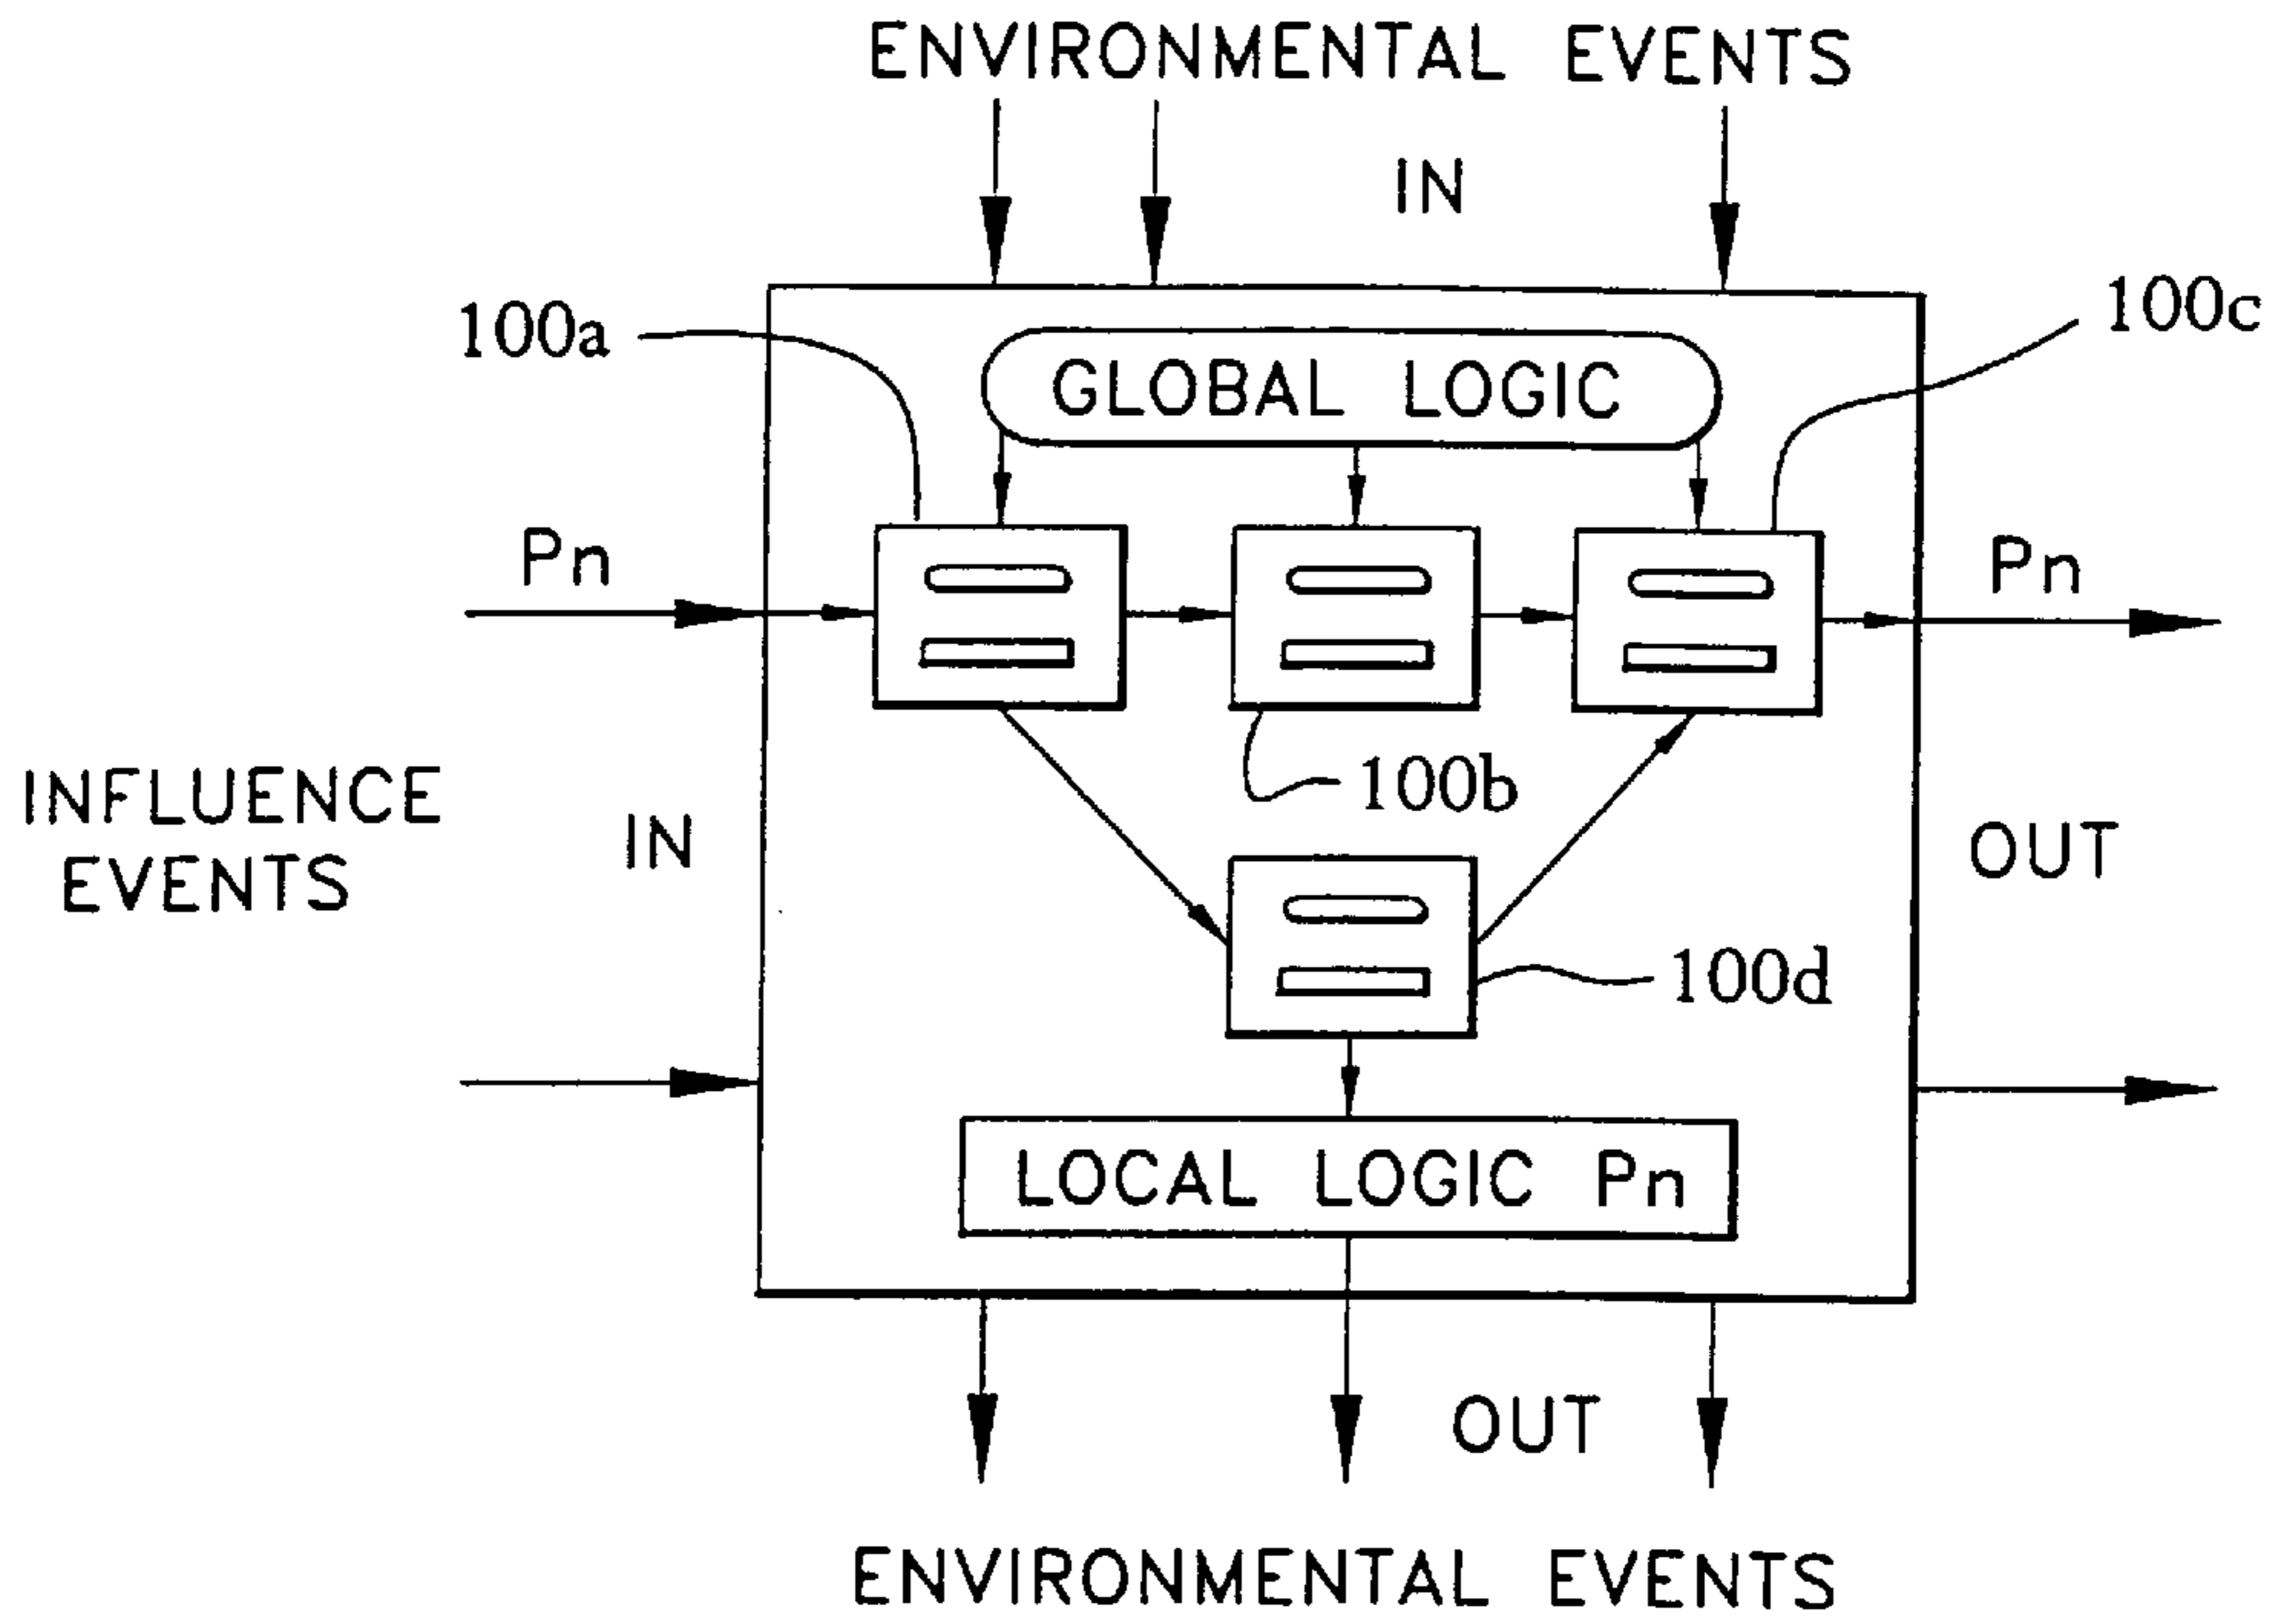 ENVIRONMENTAL EVENTS
IN
100a
100c
GLOBAL LOGIC
Pn
Pn
100b
INFLUENCE
EVENTS
IN
OUT
100d
LOCAL LOGIC Pn
OUT
ENVIRONMENTAL EVENTS